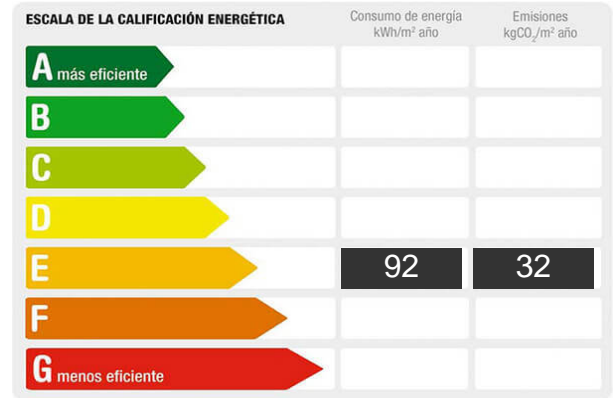 ESCALA DE LA CALIFICACIÓN ENERGÉTICA
Consumo de energía
kWh/m² año
Emisiones
kgCO₂/m² año
A más eficiente
B
C
D
E 92 32
F
G menos eficiente